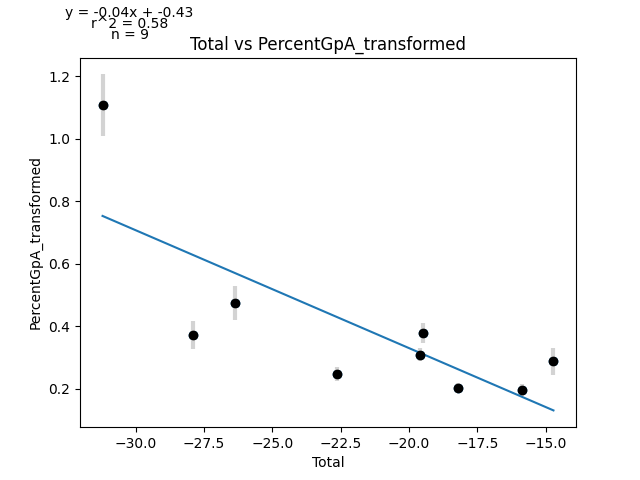 y = -0.04x + -0.43
r^2 = 0.58
n = 9
Total vs PercentGpA_transformed
1.2
1.0
0.8
0.6
0.4
0.2
PercentGpA_transformed
−30.0 −27.5 −25.0 −22.5 −20.0 −17.5 −15.0
Total